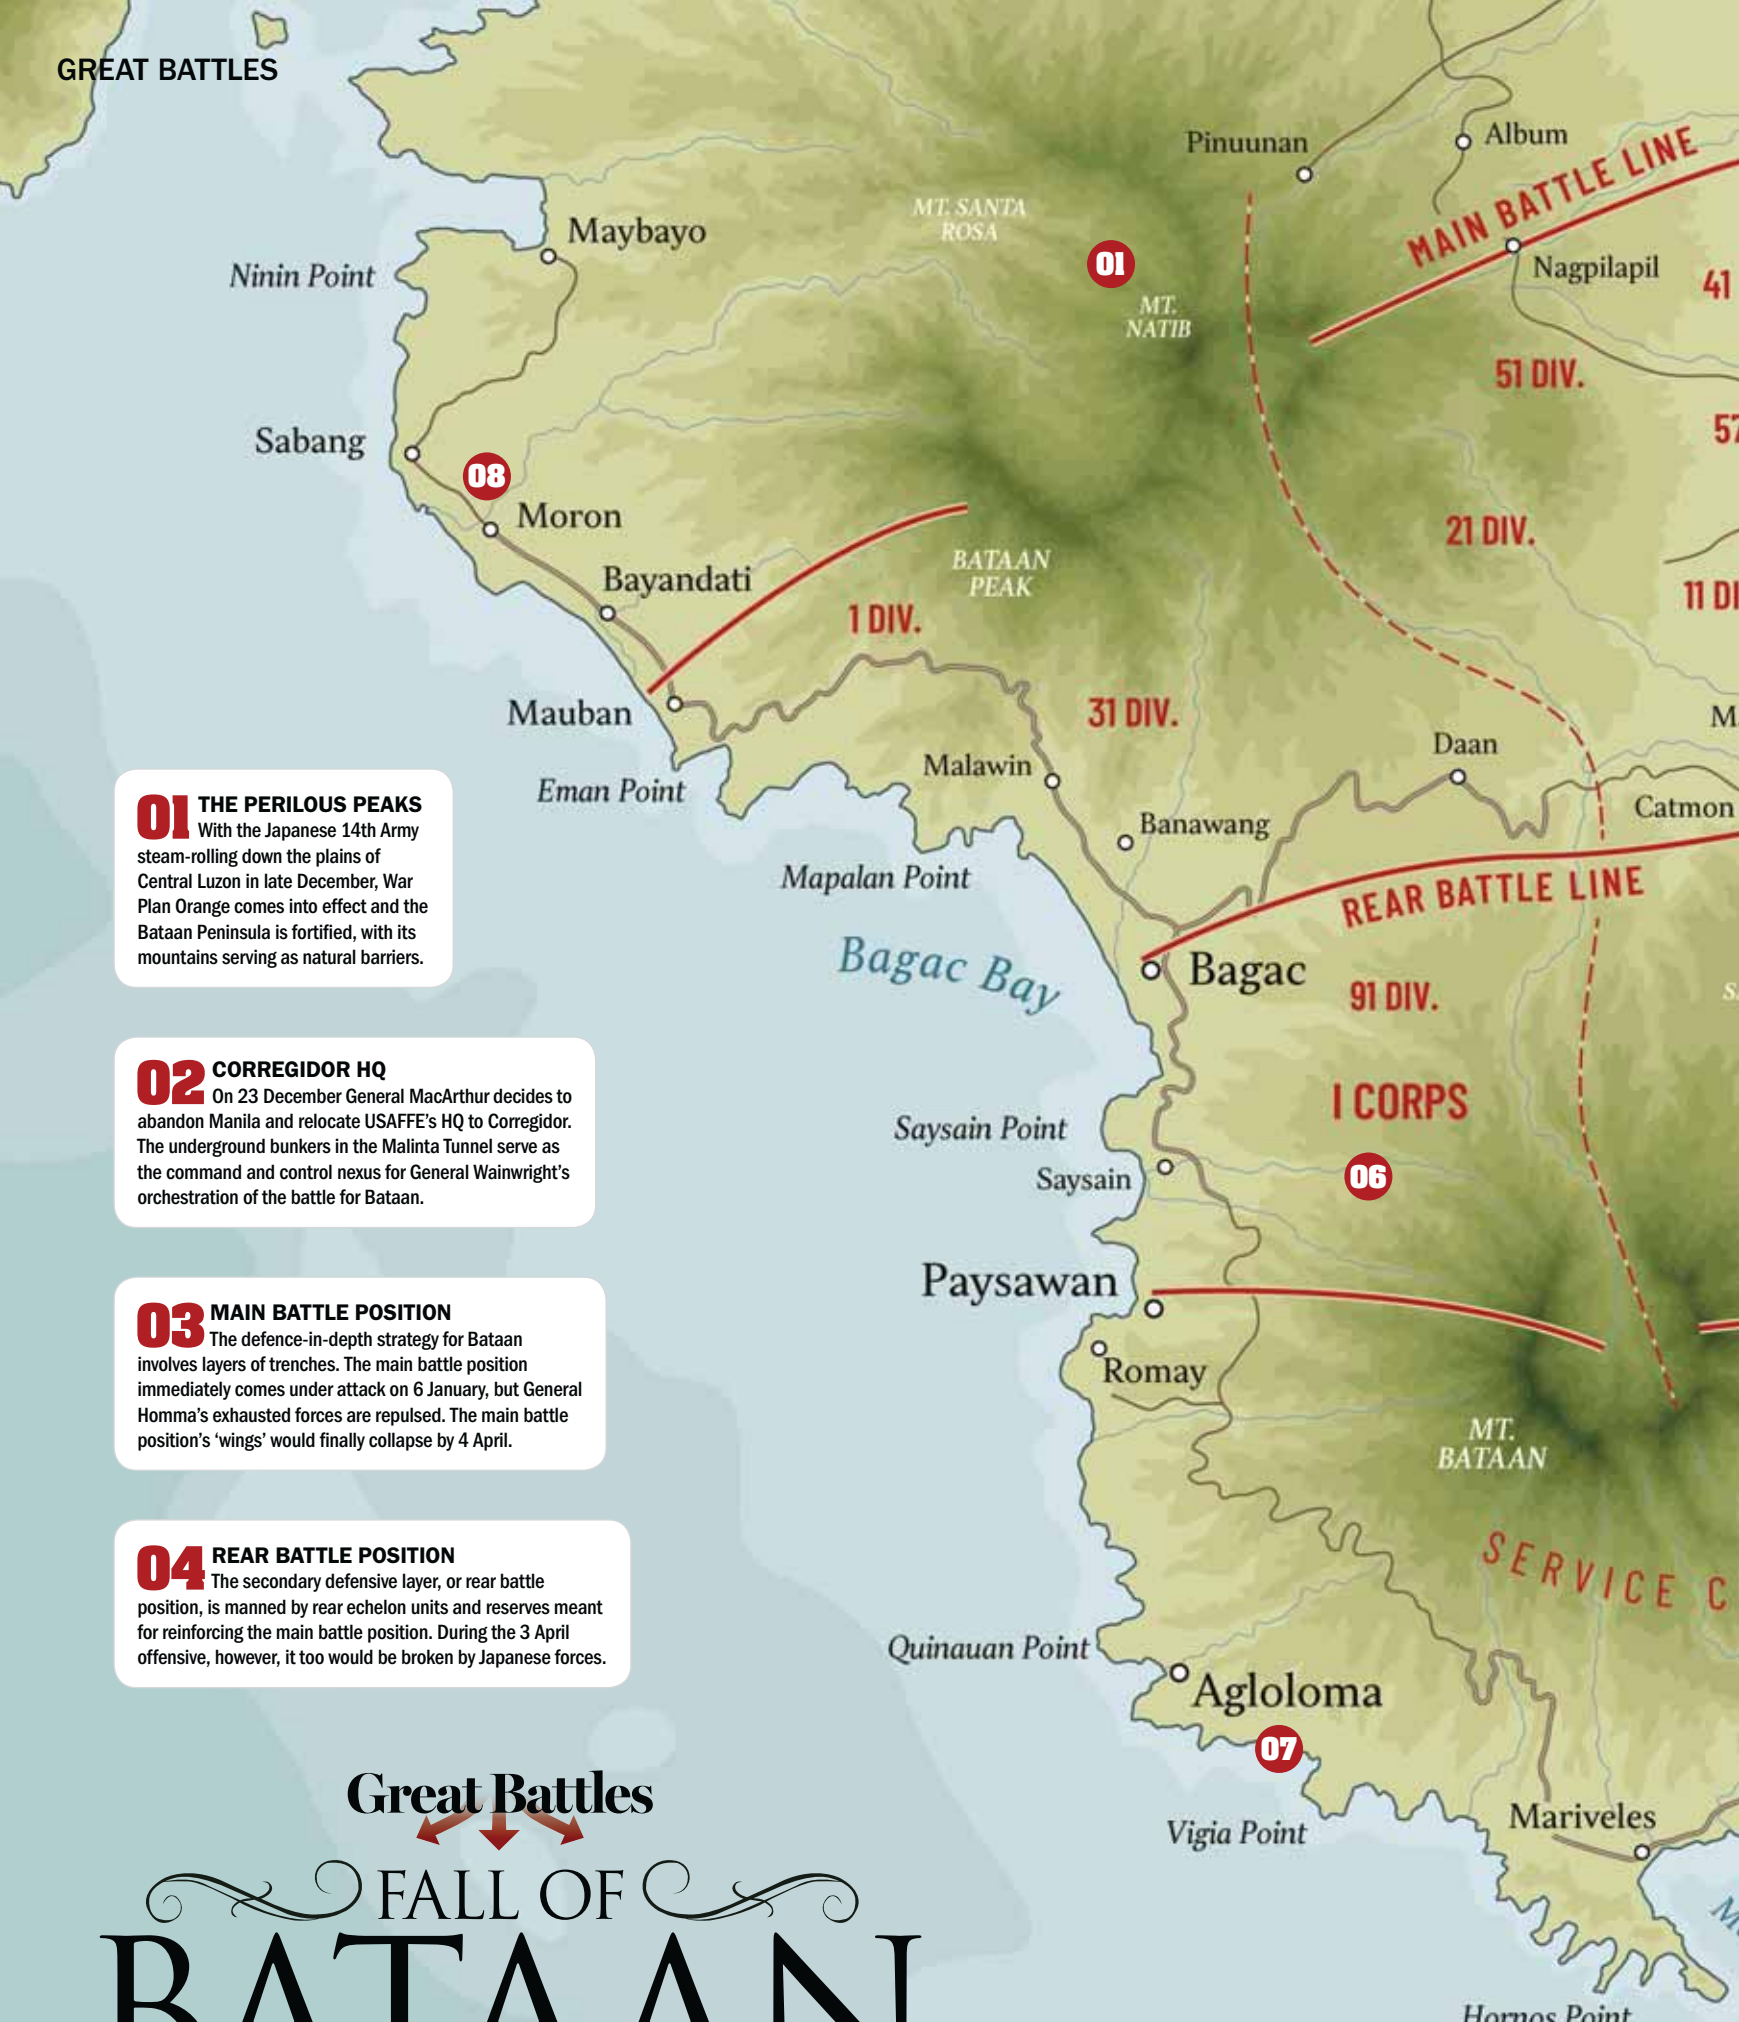 GREAT BATTLES
Pinuunan
Album
MAIN BATTLE LINE
MT. SANTA
ROSA
Maybayo
01
Nagpilapil
Ninin Point
41
MT.
NATIB
51 DIV.
57
Sabang
08
Moron
21 DIV.
BATAAN
PEAK
Bayandati
11 DI
1 DIV.
Mauban
31 DIV.
M
Daan
Malawin
Eman Point
Catmon
Banawang
Mapalan Point
REAR BATTLE LINE
Bagac Bay
Bagac
91 DIV.
S
I CORPS
Saysain Point
06
Saysain
Paysawan
Romay
MT.
BATAAN
SERVICE C
Quinauan Point
Agloloma
07
Mariveles
Vigia Point
M
Hornos Point
01 THE PERILOUS PEAKS
With the Japanese 14th Army
steam-rolling down the plains of
Central Luzon in late December, War
Plan Orange comes into effect and the
Bataan Peninsula is fortified, with its
mountains serving as natural barriers.
02 CORREGIDOR HQ
On 23 December General MacArthur decides to
abandon Manila and relocate USAFFE's HQ to Corregidor.
The underground bunkers in the Malinta Tunnel serve as
the command and control nexus for General Wainwright's
orchestration of the battle for Bataan.
03 MAIN BATTLE POSITION
The defence-in-depth strategy for Bataan
involves layers of trenches. The main battle position
immediately comes under attack on 6 January, but General
Homma's exhausted forces are repulsed. The main battle
position's ‘wings’ would finally collapse by 4 April.
04 REAR BATTLE POSITION
The secondary defensive layer, or rear battle
position, is manned by rear echelon units and reserves meant
for reinforcing the main battle position. During the 3 April
offensive, however, it too would be broken by Japanese forces.
Great Battles
FALL OF
BATAAN